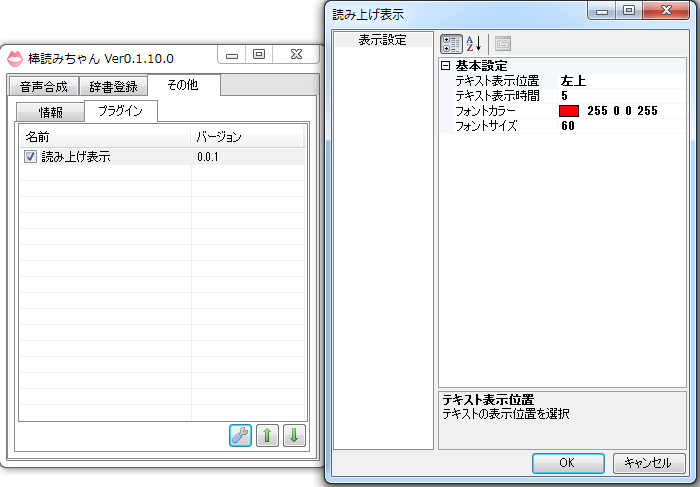 棒読みちゃん Ver0.1.10.0
音声合成 辞書登録 その他
情報 プラグイン
名前 バージョン
読み上げ表示 0.0.1
読み上げ表示
表示設定
基本設定
テキスト表示位置 左上
テキスト表示時間 5
フォントカラー 255 0 0 255
フォントサイズ 60
テキスト表示位置
テキストの表示位置を選択
OK キャンセル